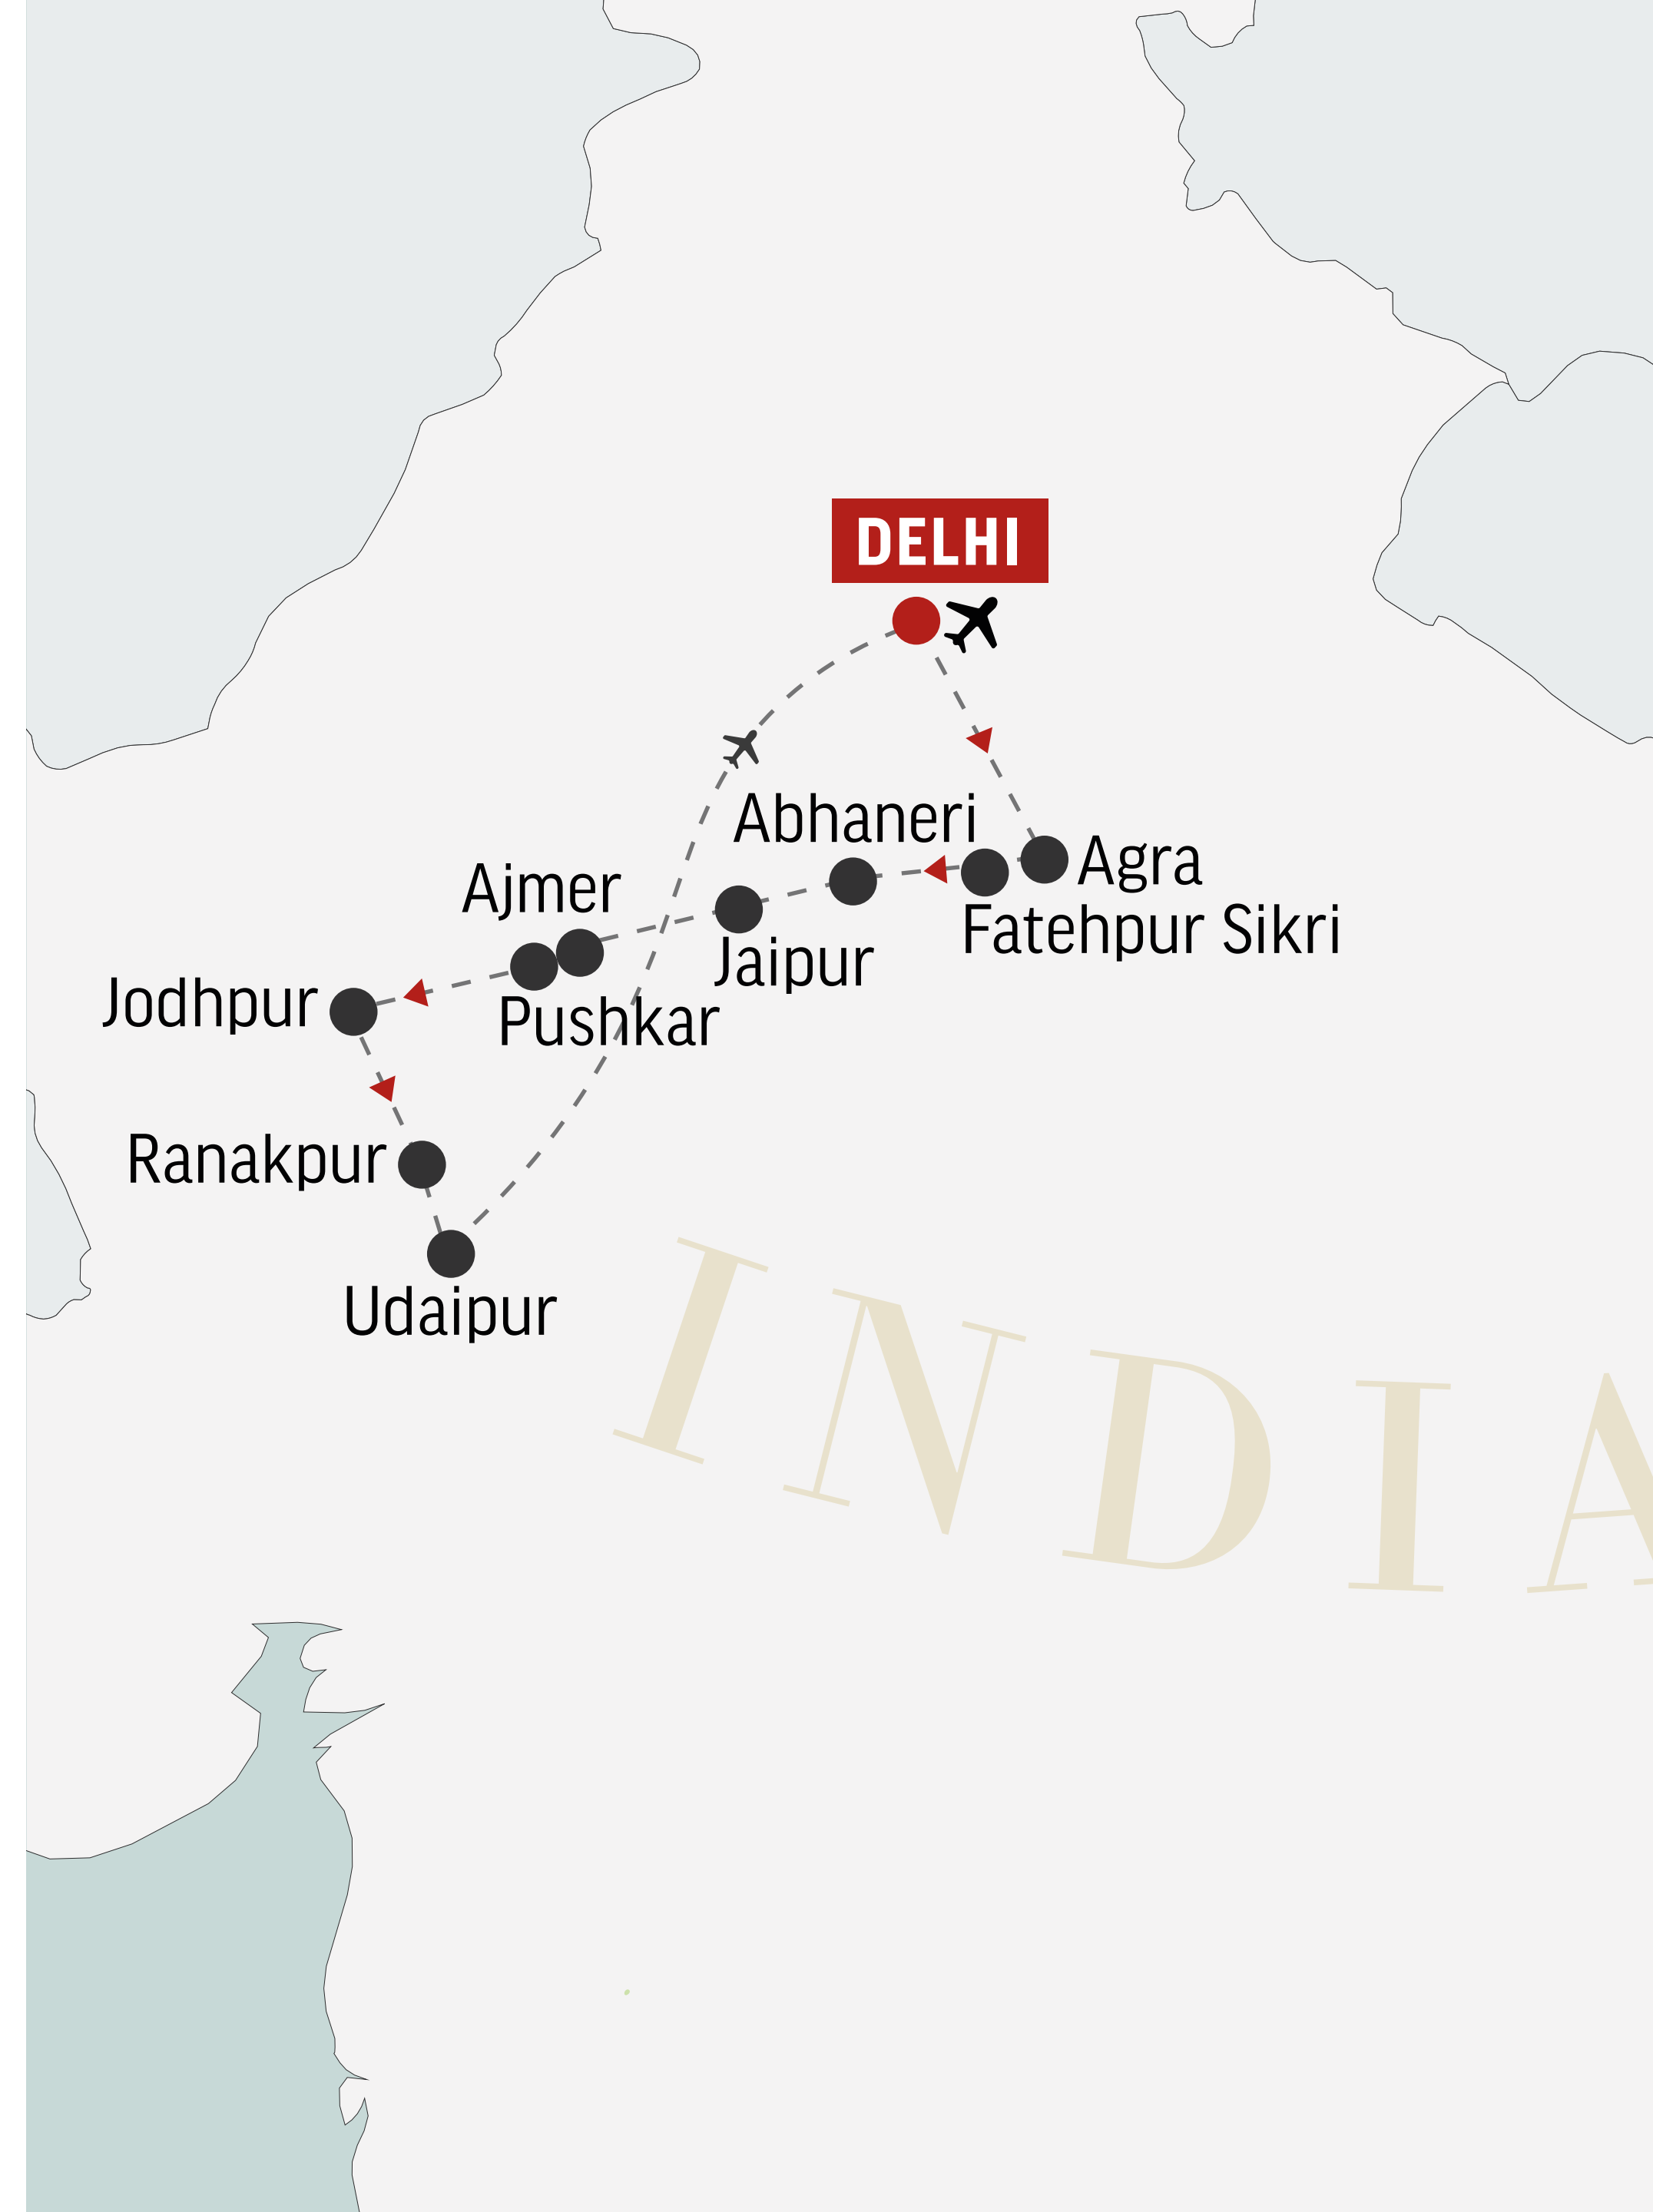 DELHI
Abhaneri
Agra
Ajmer
Fatehpur Sikri
Jaipur
Jodhpur
Pushkar
Ranakpur
Udaipur
INDIA